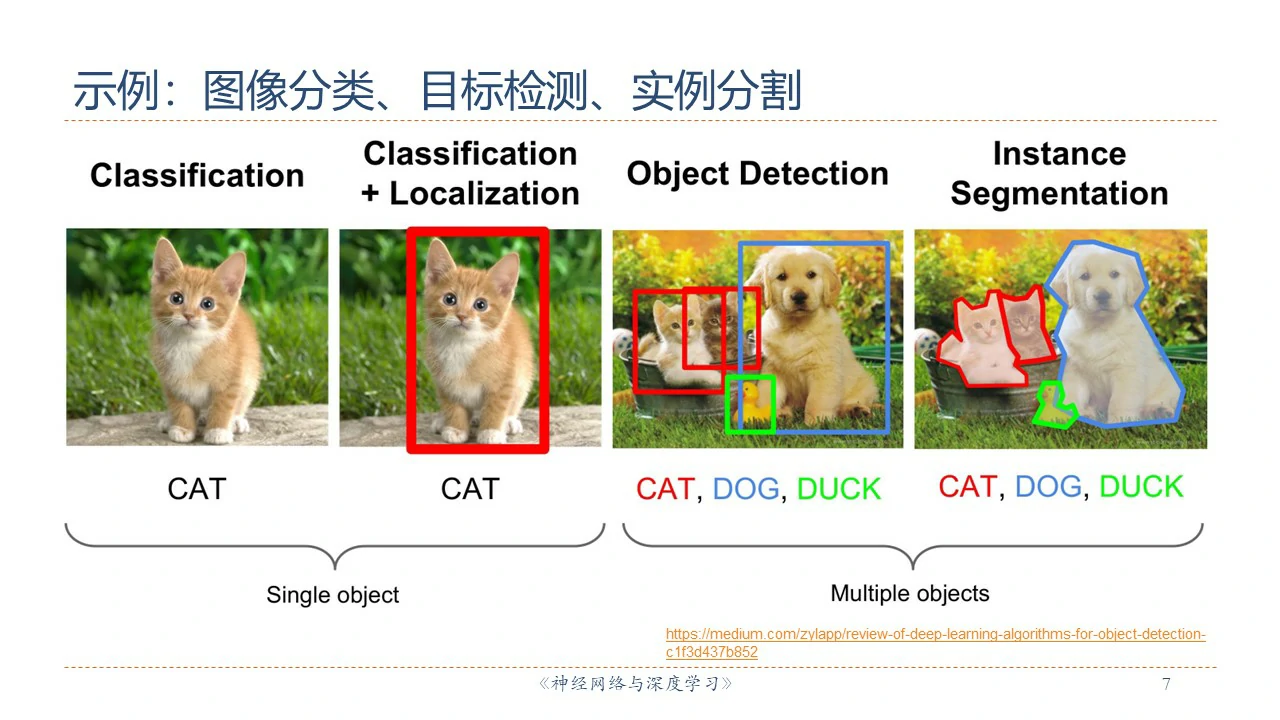 示例：图像分类、目标检测、实例分割
Classification
Classification
+ Localization
Object Detection
Instance
Segmentation
CAT
CAT
CAT, DOG, DUCK
CAT, DOG, DUCK
Single object
Multiple objects
https://medium.com/zylapp/review-of-deep-learning-algorithms-for-object-detection-
c1f3d437b852
《神经网络与深度学习》
7